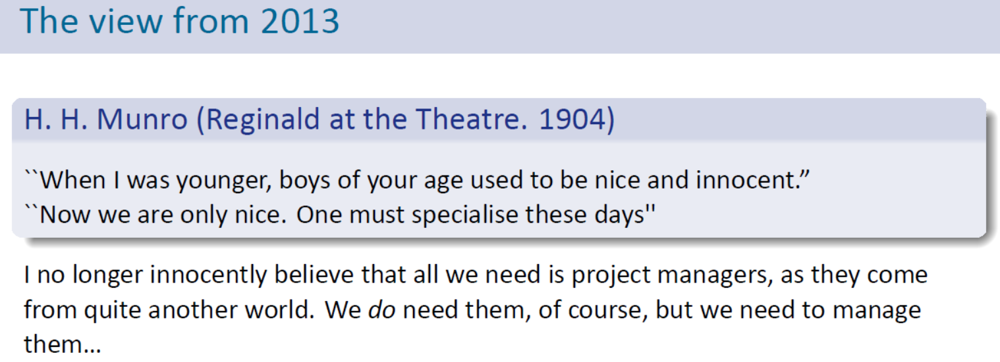 The view from 2013
H. H. Munro (Reginald at the Theatre. 1904)
``When I was younger, boys of your age used to be nice and innocent.”
``Now we are only nice. One must specialise these days"
I no longer innocently believe that all we need is project managers, as they come
from quite another world. We do need them, of course, but we need to manage
them...